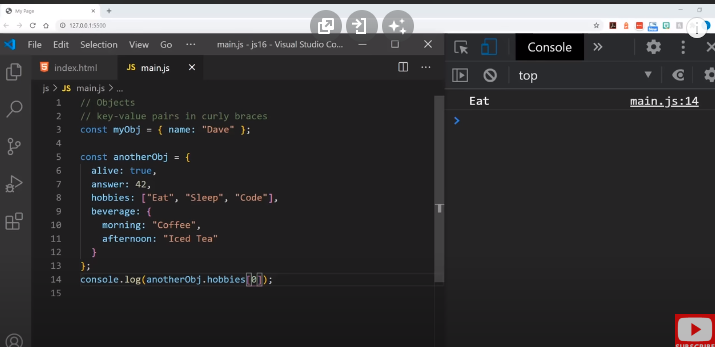 My Page
127.0.0.1:5500
File Edit Selection View Go ··· main.js - js16 - Visual Studio Co...
index.html
JS main.js
js > JS main.js > ...
1 // Objects
2 // key-value pairs in curly braces
3 const myObj = { name: "Dave" };
4
5 const anotherObj = {
6 alive: true,
7 answer: 42,
8 hobbies: ["Eat", "Sleep", "Code"],
9 beverage: {
10 morning: "Coffee",
11 afternoon: "Iced Tea"
12 }
13 };
14 console.log(anotherObj.hobbies[0]);
15
Console
top
Eat main.js:14
SUBSCRIBE